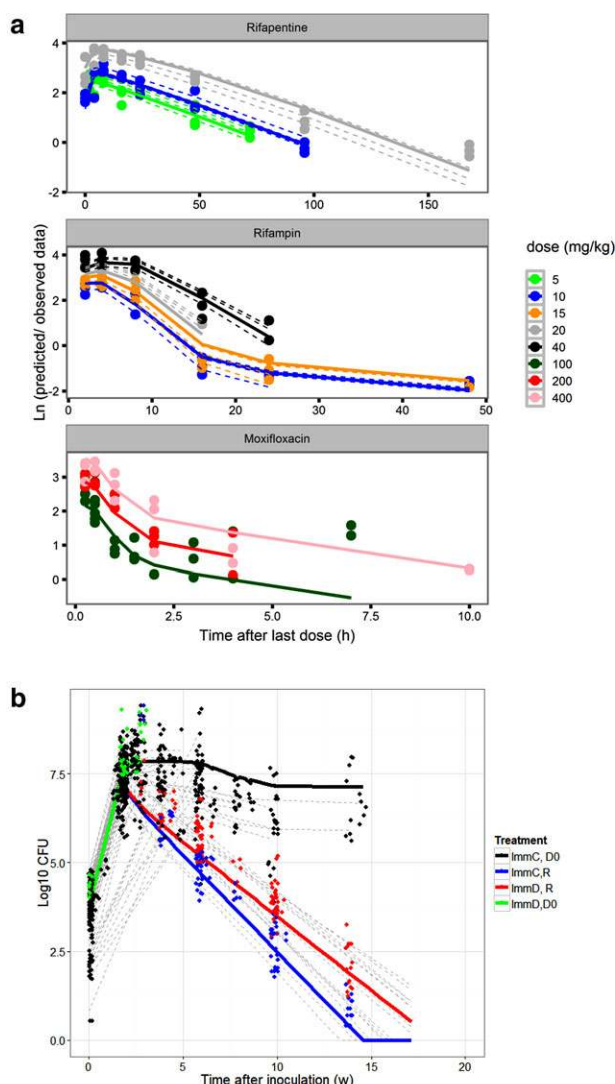 a
Rifapentine
4
2
0
-2
0
50
100
150
Rifampin
4
2
0
-2
0
10
20
30
40
50
Moxifloxacin
3
2
1
0
0.0
2.5
5.0
7.5
10.0
Time after last dose (h)
Ln (predicted/ observed data)
dose (mg/kg)
5
10
15
20
40
100
200
400
b
Log10 CFU
7.5
5.0
2.5
0.0
0
5
10
15
20
Time after inoculation (w)
Treatment
ImmC, D0
ImmC,R
ImmD, R
ImmD,D0